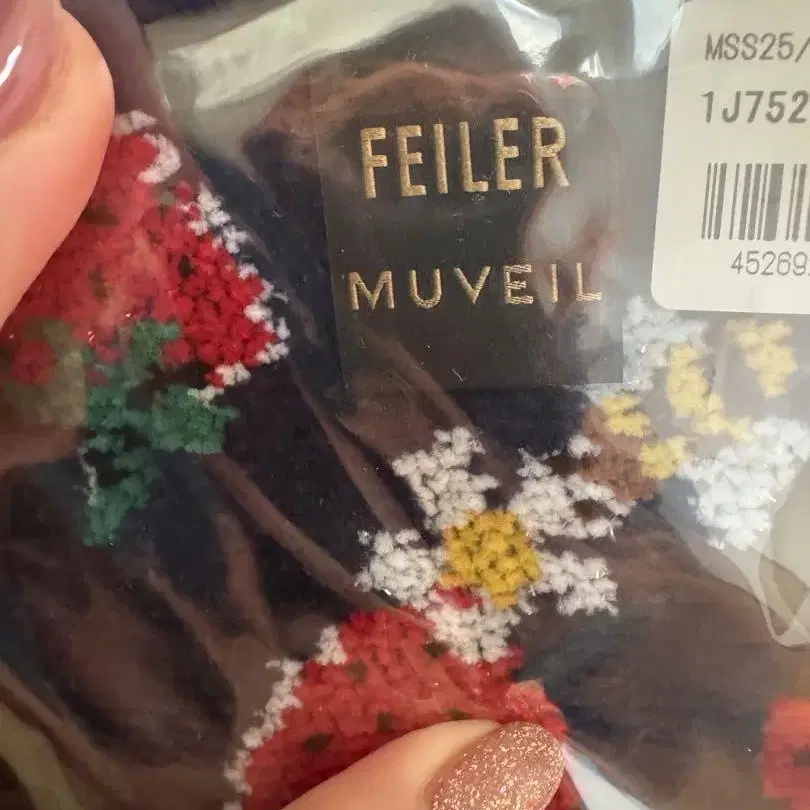 FEILER
MUVEIL
MSS25/
1J752
45269